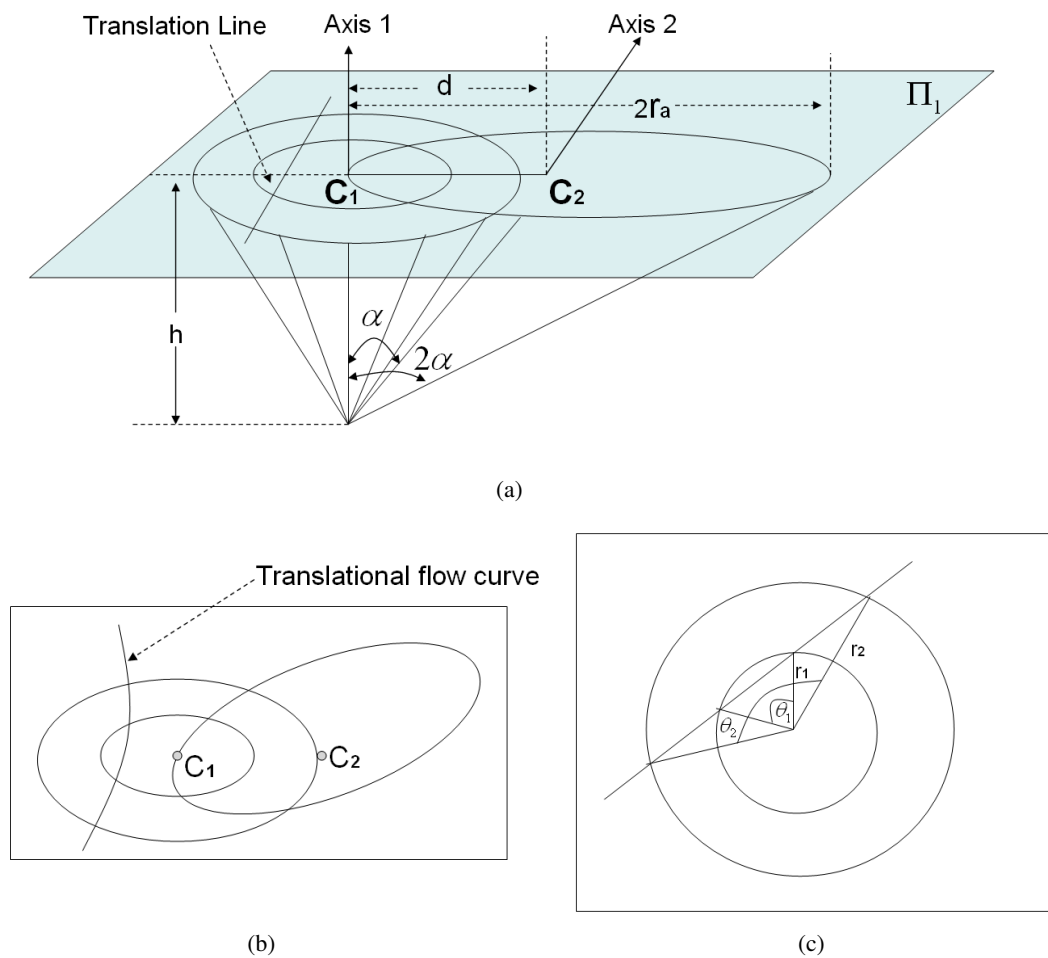 Translation Line
Axis 1
Axis 2
d
2ra
Π1
C1
C2
h
α
2α
(a)
Translational flow curve
C1
C2
(b)
r1
r2
θ1
θ2
(c)